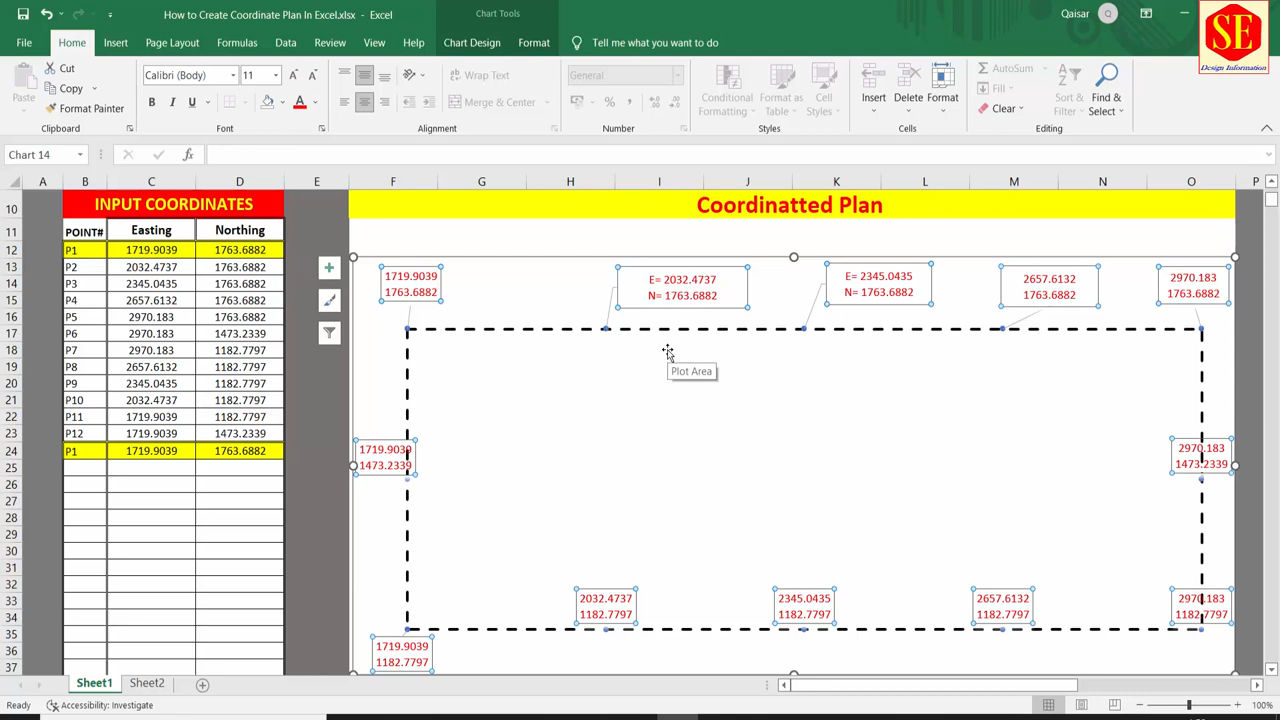 How to Create Coordinate Plan In Excel.xlsx - Excel
Chart Tools
Qaisar
Q
SE
Design Information
File
Home
Insert
Page Layout
Formulas
Data
Review
View
Help
Chart Design
Format
Tell me what you want to do
Paste
Cut
Copy
Format Painter
Clipboard
Calibri (Body)
11
A A
B I U
A
Font
Wrap Text
Merge & Center
Alignment
General
% ,
Number
Conditional
Formatting
Format as
Table
Cell
Styles
Styles
Insert
Delete
Format
Cells
AutoSum
Fill
Clear
Sort &
Filter
Find &
Select
Editing
Chart 14
fx
A B C D E F G H I J K L M N O P
10 INPUT COORDINATES Coordinatted Plan
11 POINT# Easting Northing
12 P1 1719.9039 1763.6882
13 P2 2032.4737 1763.6882
14 P3 2345.0435 1763.6882
15 P4 2657.6132 1763.6882
16 P5 2970.183 1763.6882
17 P6 2970.183 1473.2339
18 P7 2970.183 1182.7797
19 P8 2657.6132 1182.7797
20 P9 2345.0435 1182.7797
21 P10 2032.4737 1182.7797
22 P11 1719.9039 1182.7797
23 P12 1719.9039 1473.2339
24 P1 1719.9039 1763.6882
25
26
27
28
29
30
31
32
33
34
35
36
37
1719.9039
1763.6882
E= 2032.4737
N= 1763.6882
E= 2345.0435
N= 1763.6882
2657.6132
1763.6882
2970.183
1763.6882
Plot Area
1719.9039
1473.2339
2970.183
1473.2339
2032.4737
1182.7797
2345.0435
1182.7797
2657.6132
1182.7797
2970.183
1182.7797
1719.9039
1182.7797
Sheet1
Sheet2
Ready
Accessibility: Investigate
100%